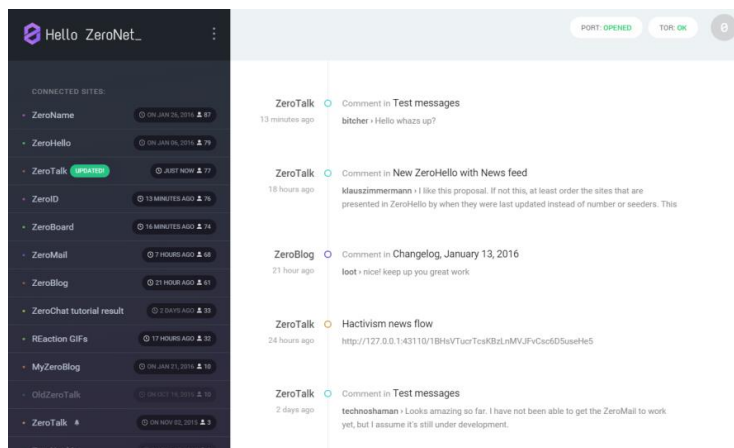 Hello ZeroNet_
PORT: OPENED
TOR: OK
0
CONNECTED SITES:
ZeroName ON JAN 26, 2016 87
ZeroHello ON JAN 06, 2016 79
ZeroTalk UPDATED! JUST NOW 77
ZeroID 13 MINUTES AGO 76
ZeroBoard 16 MINUTES AGO 74
ZeroMail 7 HOURS AGO 68
ZeroBlog 21 HOUR AGO 61
ZeroChat tutorial result 2 DAYS AGO 33
REaction GIFs 17 HOURS AGO 32
MyZeroBlog ON JAN 21, 2016 10
OldZeroTalk 2015 10
ZeroTalk ON NOV 02, 2015 3
ZeroTalk Comment in Test messages
13 minutes ago bitcher › Hello whazs up?
ZeroTalk Comment in New ZeroHello with News feed
18 hours ago klauszimmermann › I like this proposal. If not this, at least order the sites that are
presented in ZeroHello by when they were last updated instead of number or seeders. This
ZeroBlog Comment in Changelog, January 13, 2016
21 hour ago loot › nice! keep up you great work
ZeroTalk Hactivism news flow
24 hours ago http://127.0.0.1:43110/1BHsVTucrTcsKBzLnMVJFvCsc6D5useHe5
ZeroTalk Comment in Test messages
2 days ago technoshaman › Looks amazing so far. I have not been able to get the ZeroMail to work
yet, but I assume it's still under development.